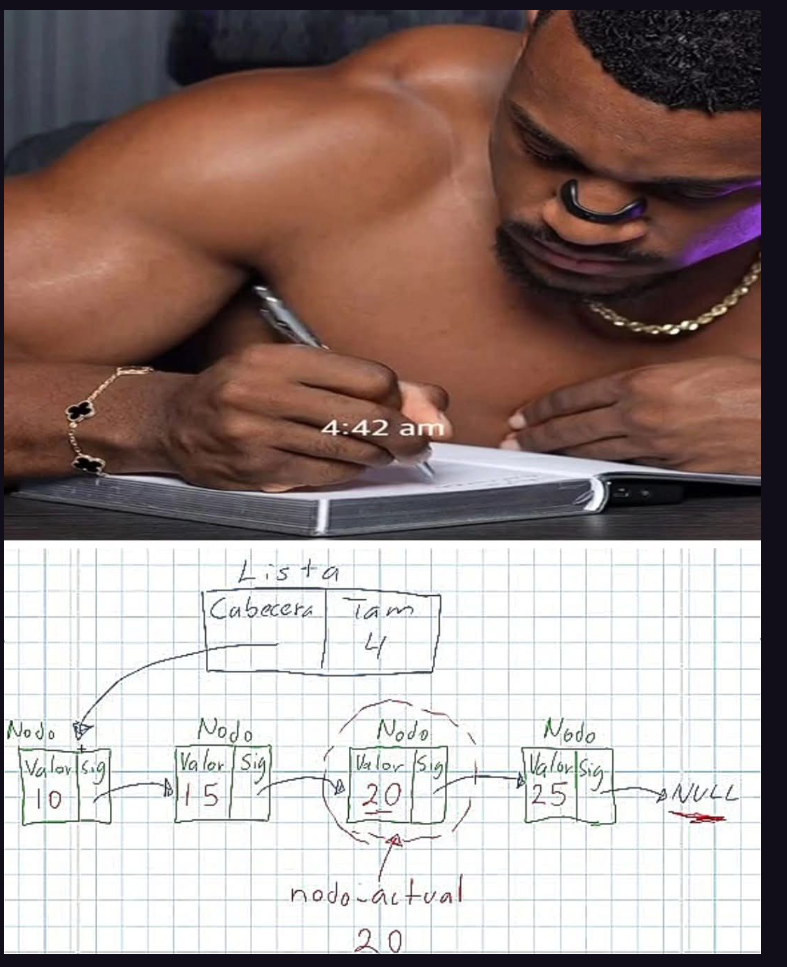 4:42 am
Lista
Cabecera Tam
4
Nodo Nodo Nodo Nodo
Valor Sig Valor Sig Valor Sig Valor Sig
10 15 20 25 NULL
nodo-actual
20